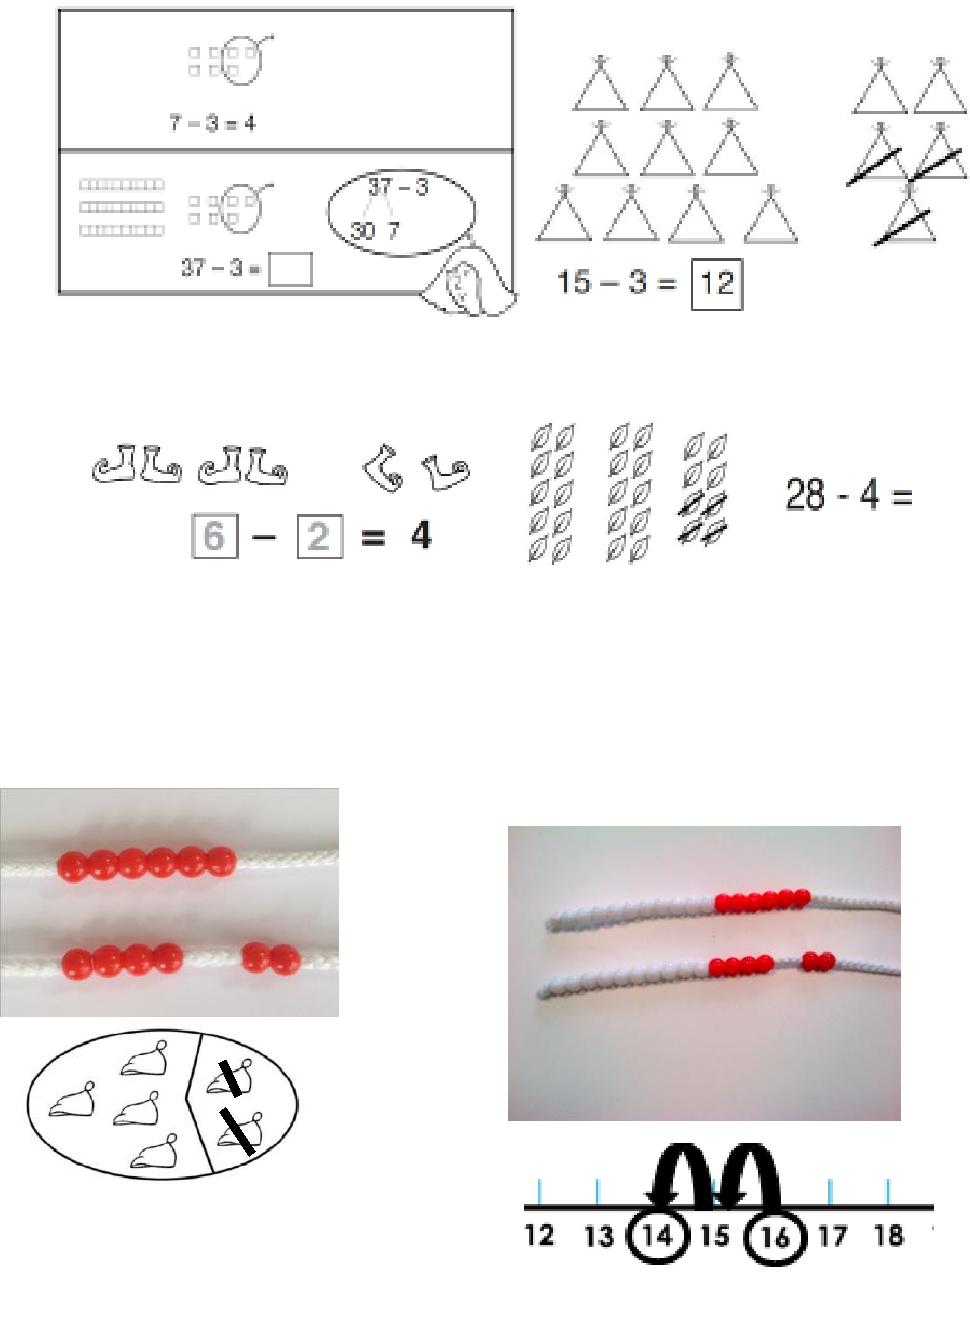 7 – 3 = 4
37 – 3
30 7
37 – 3 =
15 – 3 = 12
6 – 2 = 4
28 - 4 =
12 13 14 15 16 17 18